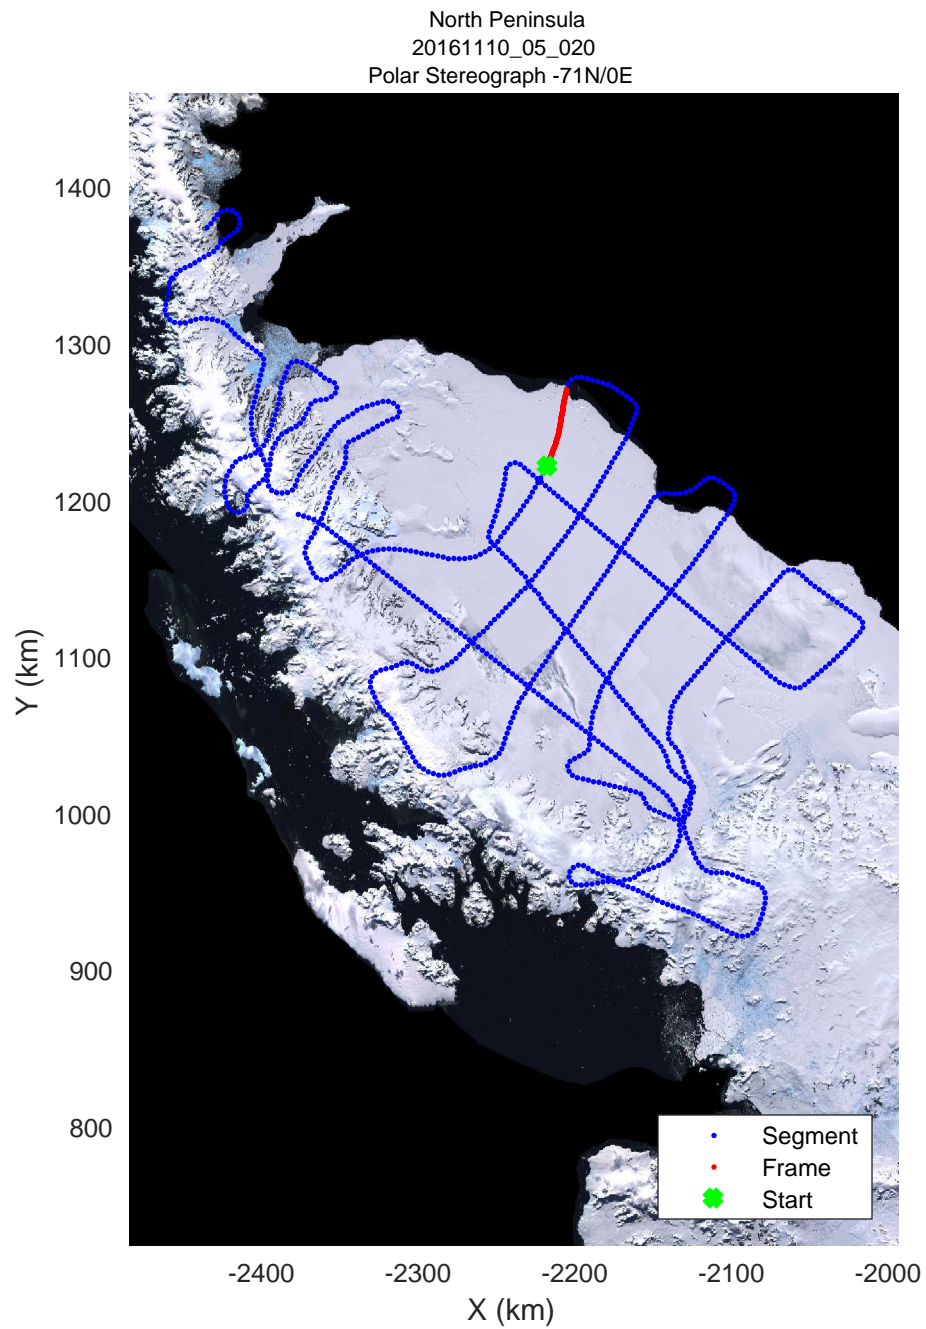 North Peninsula
20161110_05_020
Polar Stereograph -71N/0E
1400
1300
1200
1100
1000
900
800
Y (km)
Segment
Frame
Start
-2400
-2300
-2200
-2100
-2000
X (km)